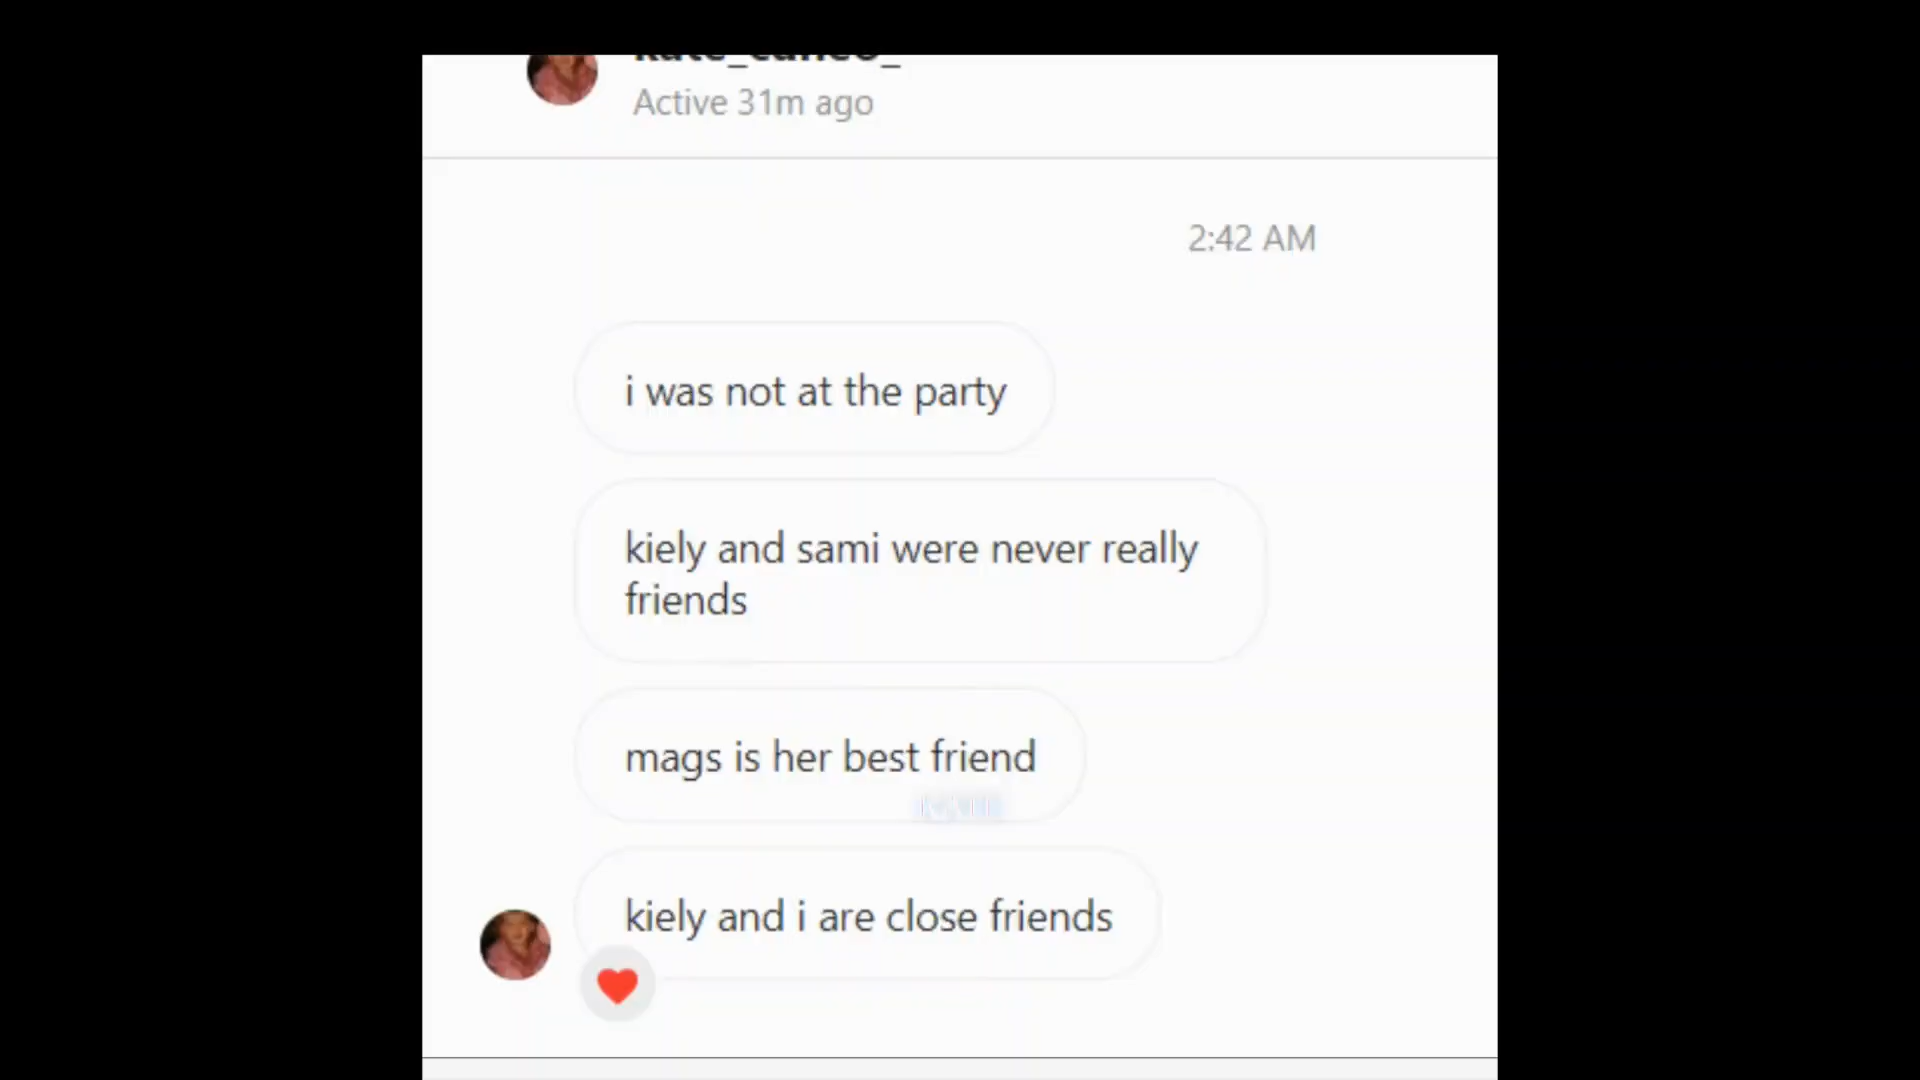 Active 31m ago
2:42 AM
i was not at the party
kiely and sami were never really
friends
mags is her best friend
kiely and i are close friends